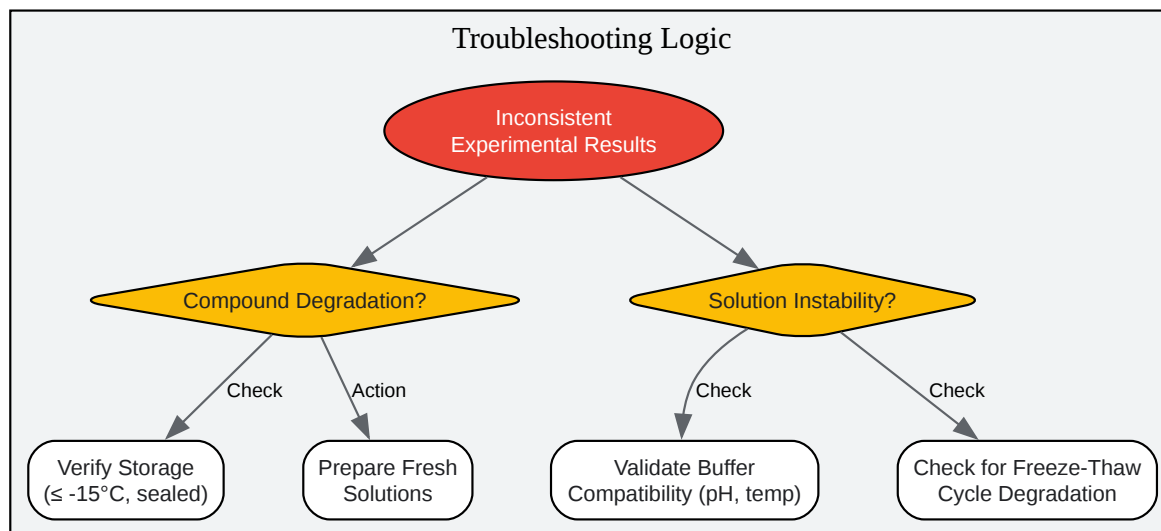 Troubleshooting Logic
Inconsistent
Experimental Results
Compound Degradation?
Solution Instability?
Check
Action
Check
Check
Verify Storage
(≤ -15°C, sealed)
Prepare Fresh
Solutions
Validate Buffer
Compatibility (pH, temp)
Check for Freeze-Thaw
Cycle Degradation